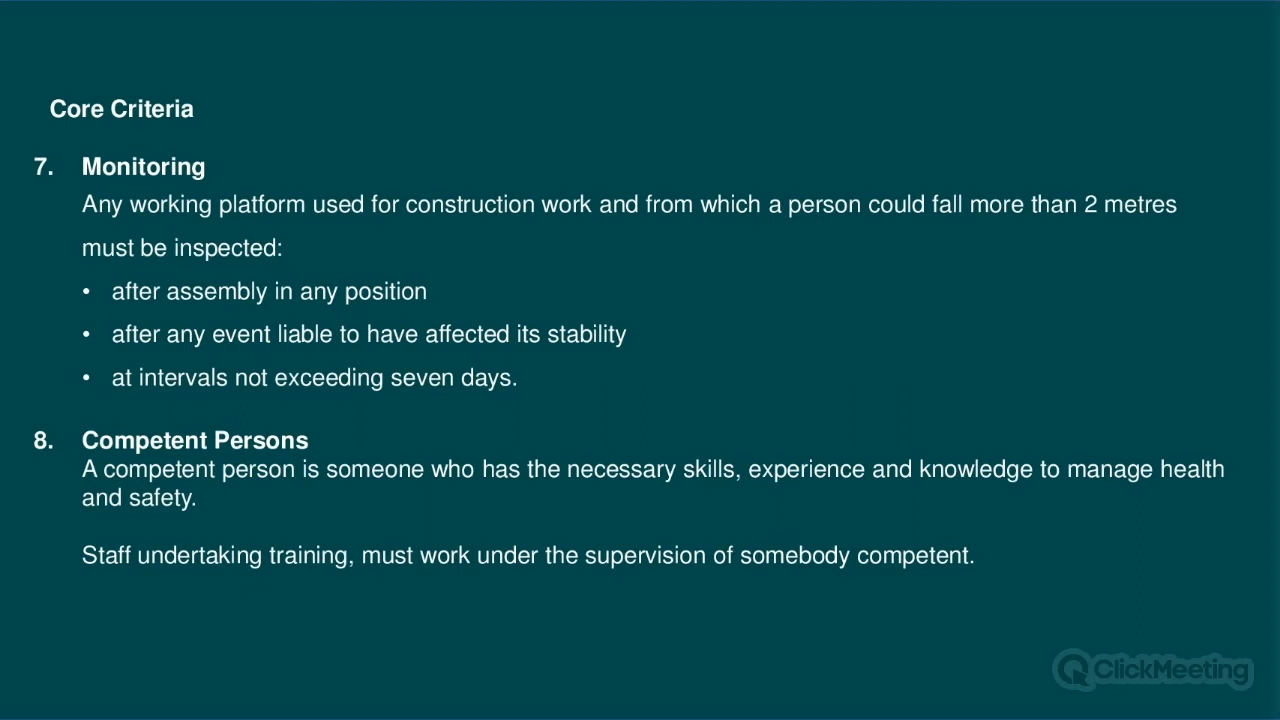 Core Criteria
7. Monitoring
Any working platform used for construction work and from which a person could fall more than 2 metres
must be inspected:
• after assembly in any position
• after any event liable to have affected its stability
• at intervals not exceeding seven days.
8. Competent Persons
A competent person is someone who has the necessary skills, experience and knowledge to manage health
and safety.
Staff undertaking training, must work under the supervision of somebody competent.
ClickMeeting